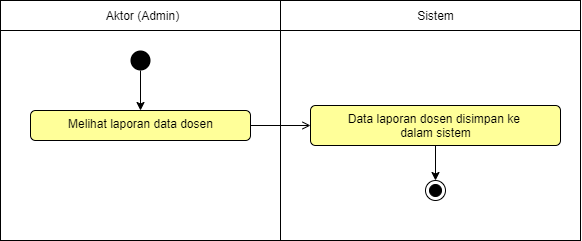 Aktor (Admin)
Sistem
Melihat laporan data dosen
Data laporan dosen disimpan ke
dalam sistem